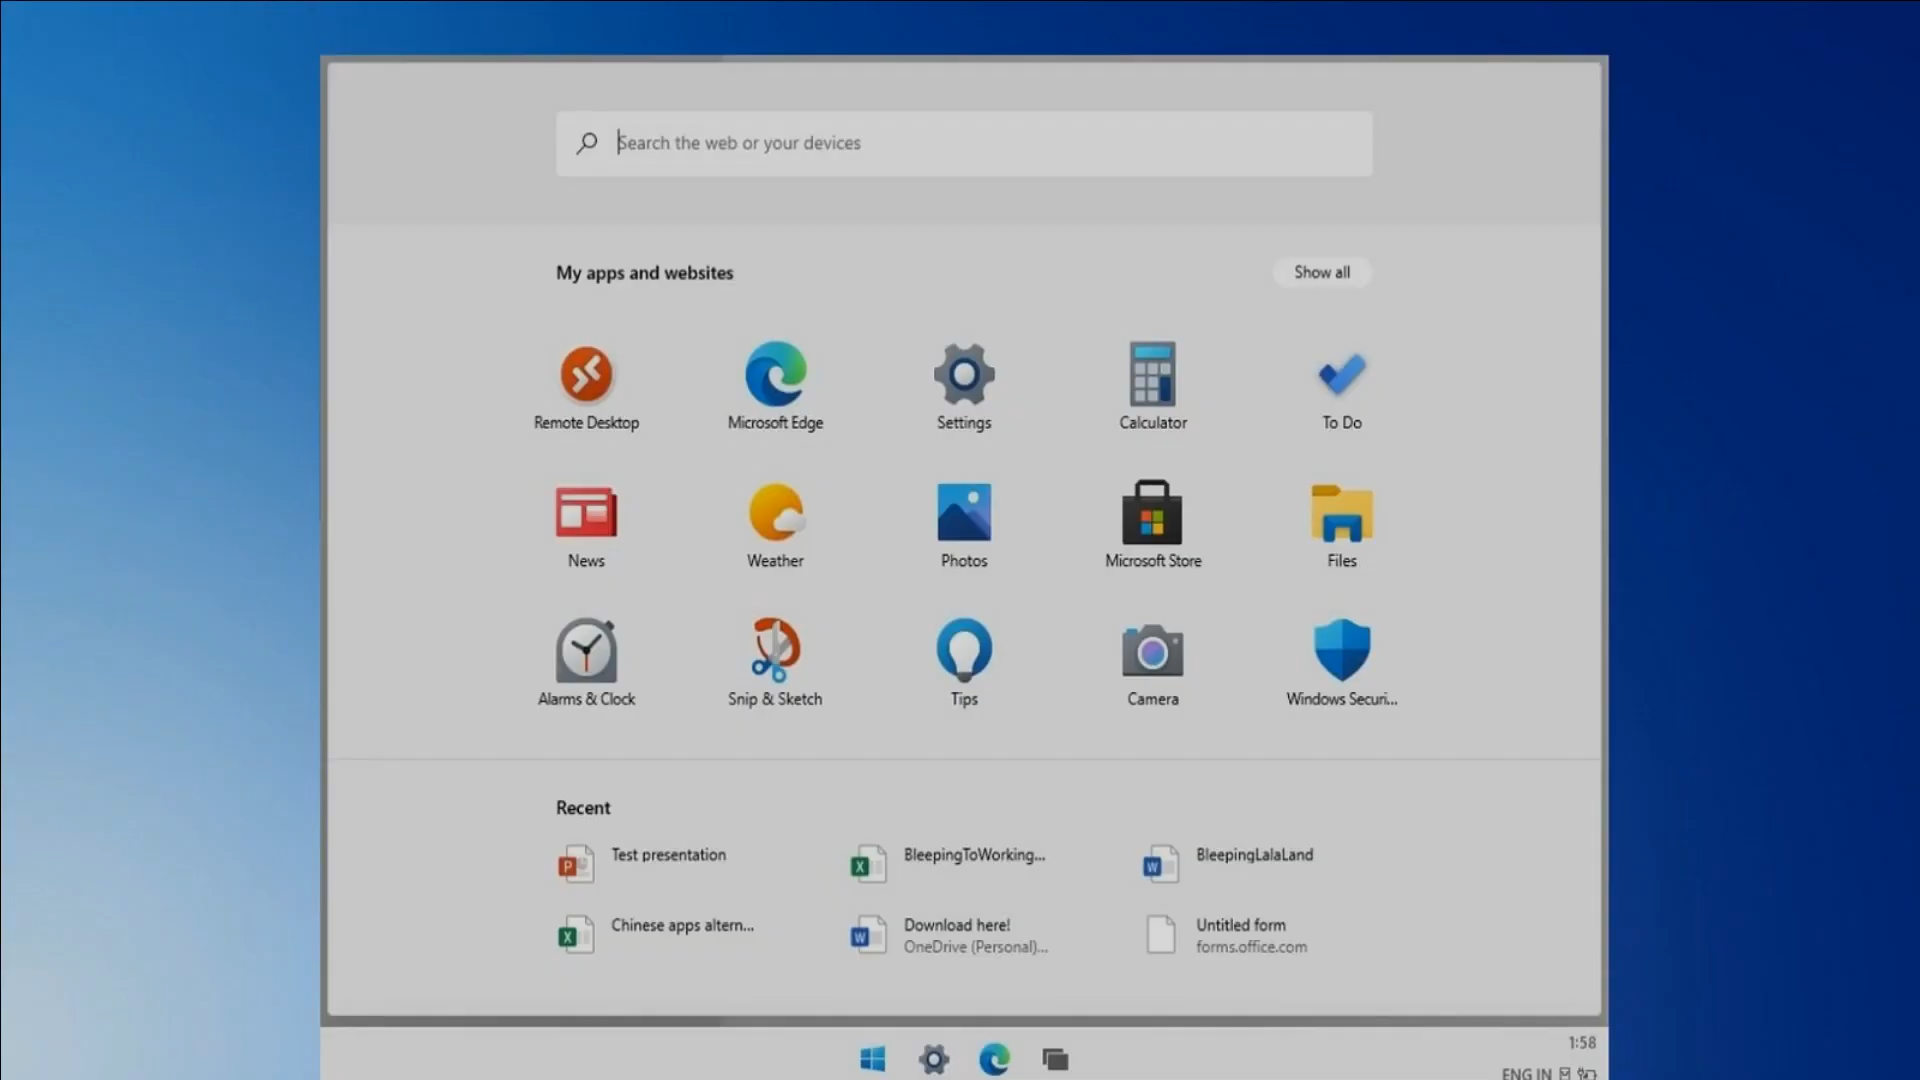 Search the web or your devices
My apps and websites
Show all
Remote Desktop
Microsoft Edge
Settings
Calculator
To Do
News
Weather
Photos
Microsoft Store
Files
Alarms & Clock
Snip & Sketch
Tips
Camera
Windows Securi...
Recent
Test presentation
BleepingToWorking...
BleepingLalaLand
Chinese apps altern...
Download here!
OneDrive (Personal)...
Untitled form
forms.office.com
1:58
ENG IN